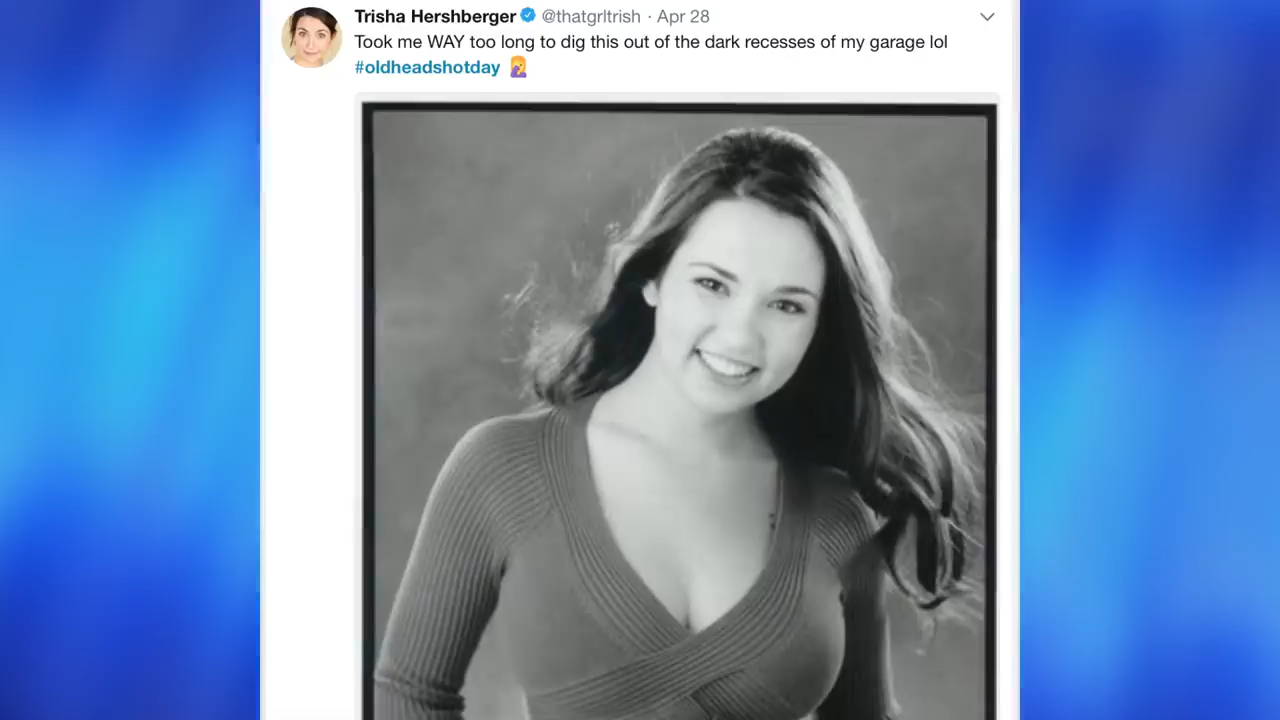 Trisha Hershberger @thatgrltrish · Apr 28
Took me WAY too long to dig this out of the dark recesses of my garage lol
#oldheadshotday 🤦‍♀️